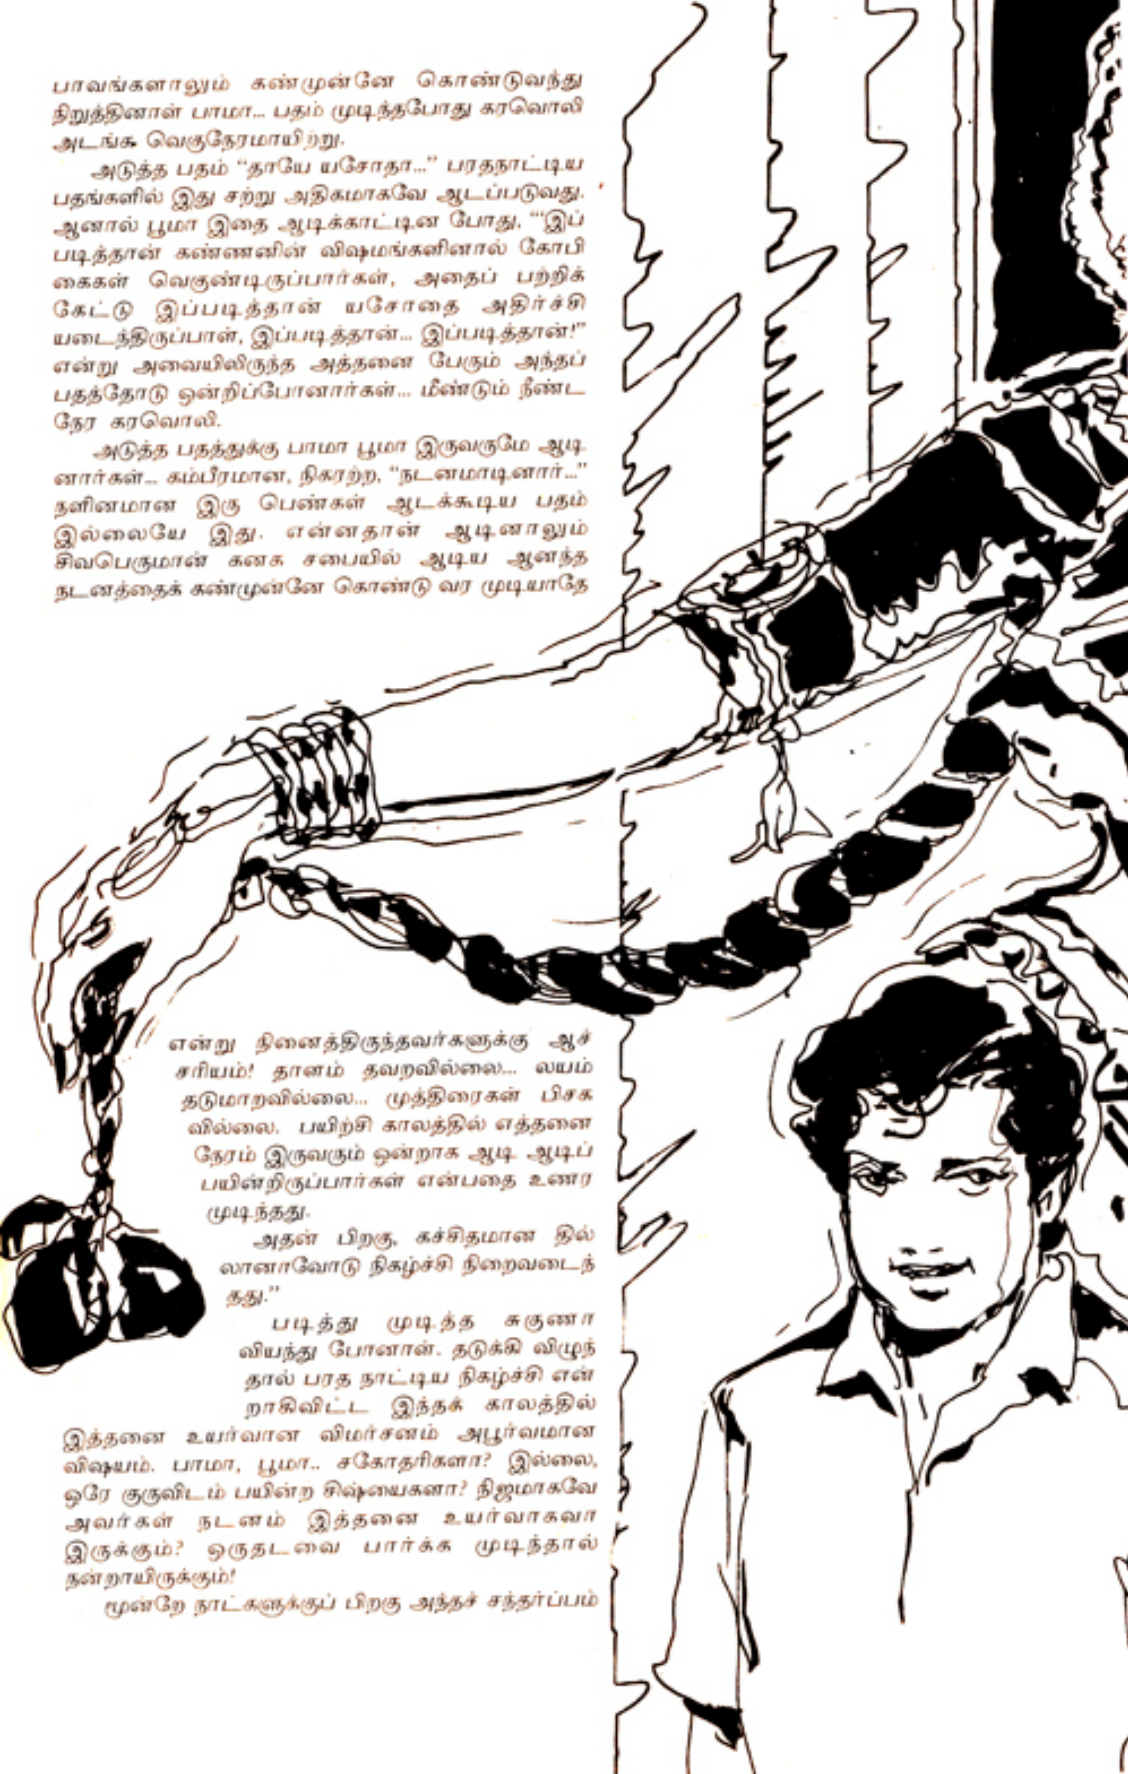 பாவங்களாலும் கண்முன்னே கொண்டுவந்து
நிறுத்தினாள் பாமா... பதம் முடிந்தபோது கரவொலி
அடங்க வெகுநேரமாயிற்று.
அடுத்த பதம் “தாயே யசோதா...” பரதநாட்டிய
பதங்களில் இது சற்று அதிகமாகவே ஆடப்படுவது.
ஆனால் பூமா இதை ஆடிக்காட்டின போது, “‘இப்
படித்தான் கண்ணனின் விஷமங்களினால் கோபி
கைகள் வெகுண்டிருப்பார்கள், அதைப் பற்றிக்
கேட்டு இப்படித்தான் யசோதை அதிர்ச்சி
யடைந்திருப்பாள், இப்படித்தான்... இப்படித்தான்!”
என்று அவையிலிருந்த அத்தனை பேரும் அந்தப்
பதத்தோடு ஒன்றிப்போனார்கள்... மீண்டும் நீண்ட
நேர கரவொலி.
அடுத்த பதத்துக்கு பாமா பூமா இருவருமே ஆடி
னார்கள்... கம்பீரமான, நிகரற்ற, “நடனமாடினார்...”
நளினமான இரு பெண்கள் ஆடக்கூடிய பதம்
இல்லையே இது. என்னதான் ஆடினாலும்
சிவபெருமான் கனக சபையில் ஆடிய ஆனந்த
நடனத்தைக் கண்முன்னே கொண்டு வர முடியாதே
என்று நினைத்திருந்தவர்களுக்கு ஆச்
சரியம்! தாளம் தவறவில்லை... லயம்
தடுமாறவில்லை... முத்திரைகள் பிசக
வில்லை. பயிற்சி காலத்தில் எத்தனை
நேரம் இருவரும் ஒன்றாக ஆடி ஆடிப்
பயின்றிருப்பார்கள் என்பதை உணர
முடிந்தது.
அதன் பிறகு, கச்சிதமான தில்
லானாவோடு நிகழ்ச்சி நிறைவடைந்
தது.”
படித்து முடித்த சுகுணா
வியந்து போனாள். தடுக்கி விழுந்
தால் பரத நாட்டிய நிகழ்ச்சி என்
றாகிவிட்ட இந்தக் காலத்தில்
இத்தனை உயர்வான விமர்சனம் அபூர்வமான
விஷயம். பாமா, பூமா.. சகோதரிகளா? இல்லை,
ஒரே குருவிடம் பயின்ற சிஷ்யைகளா? நிஜமாகவே
அவர்கள் நடனம் இத்தனை உயர்வாகவா
இருக்கும்? ஒருதடவை பார்க்க முடிந்தால்
நன்றாயிருக்கும்!
மூன்றே நாட்களுக்குப் பிறகு அந்தச் சந்தர்ப்பம்